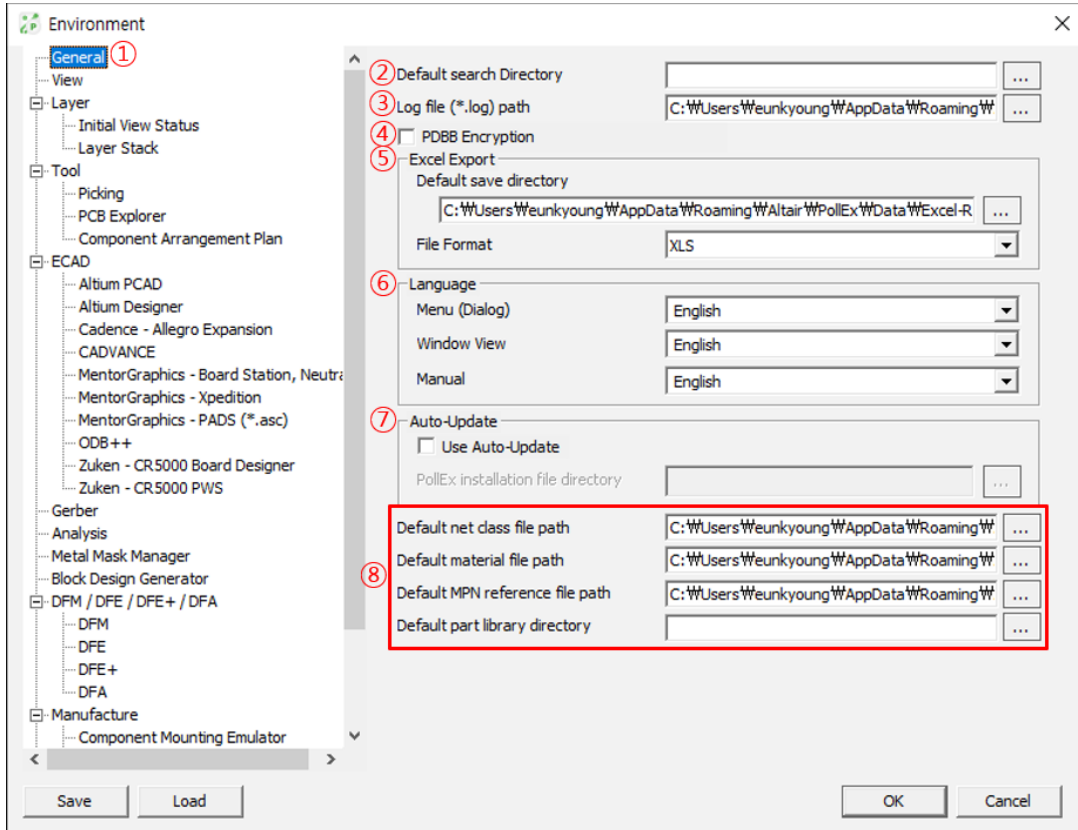 Environment
General ①
View
Layer
Initial View Status
Layer Stack
Tool
Picking
PCB Explorer
Component Arrangement Plan
ECAD
Altium PCAD
Altium Designer
Cadence - Allegro Expansion
CADVANCE
MentorGraphics - Board Station, Neutra
MentorGraphics - Xpedition
MentorGraphics - PADS (*.asc)
ODB++
Zuken - CR5000 Board Designer
Zuken - CR5000 PWS
Gerber
Analysis
Metal Mask Manager
Block Design Generator
DFM / DFE / DFE+ / DFA
DFM
DFE
DFE+
DFA
Manufacture
Component Mounting Emulator
② Default search Directory ...
③ Log file (*.log) path C:₩Users₩eunkyoung₩AppData₩Roaming₩ ...
④ PDBB Encryption
⑤ Excel Export
Default save directory
C:₩Users₩eunkyoung₩AppData₩Roaming₩Altair₩PollEx₩Data₩Excel-R ...
File Format XLS
⑥ Language
Menu (Dialog) English
Window View English
Manual English
⑦ Auto-Update
Use Auto-Update
PollEx installation file directory ...
⑧
Default net class file path C:₩Users₩eunkyoung₩AppData₩Roaming₩ ...
Default material file path C:₩Users₩eunkyoung₩AppData₩Roaming₩ ...
Default MPN reference file path C:₩Users₩eunkyoung₩AppData₩Roaming₩ ...
Default part library directory ...
Save Load OK Cancel